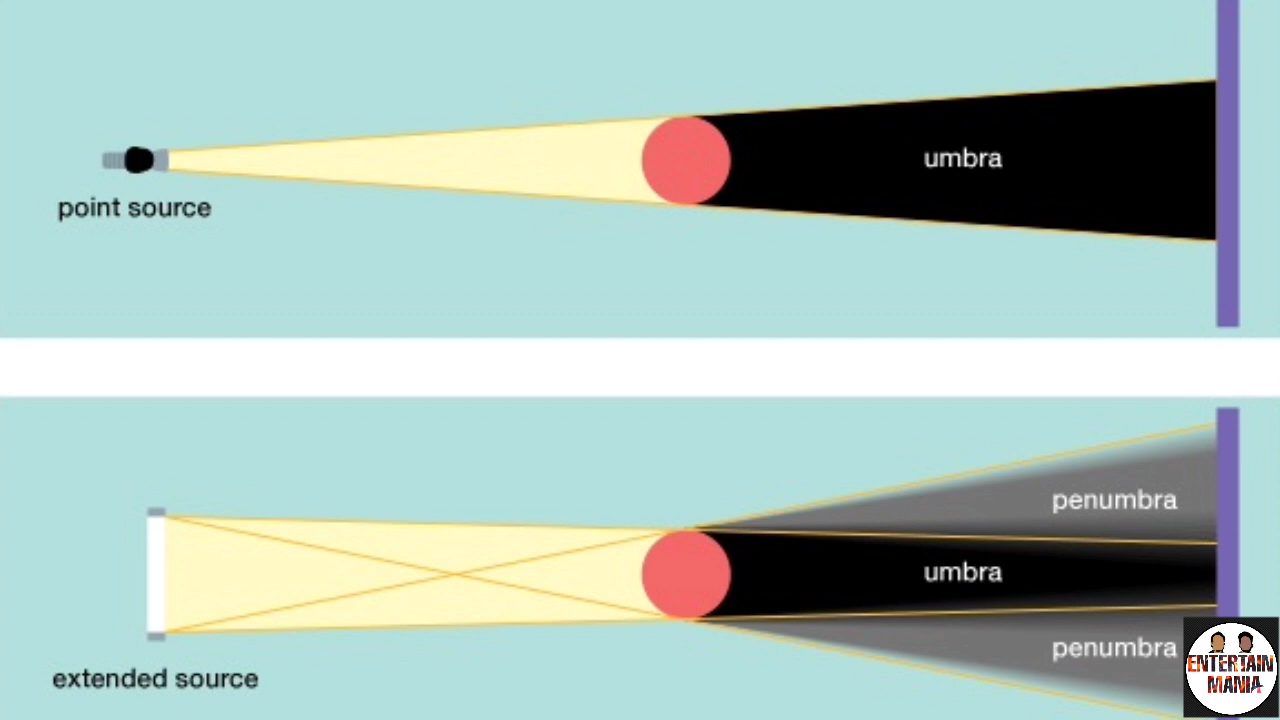 umbra
point source
penumbra
umbra
penumbra
extended source
ENTERTAIN
MANIA